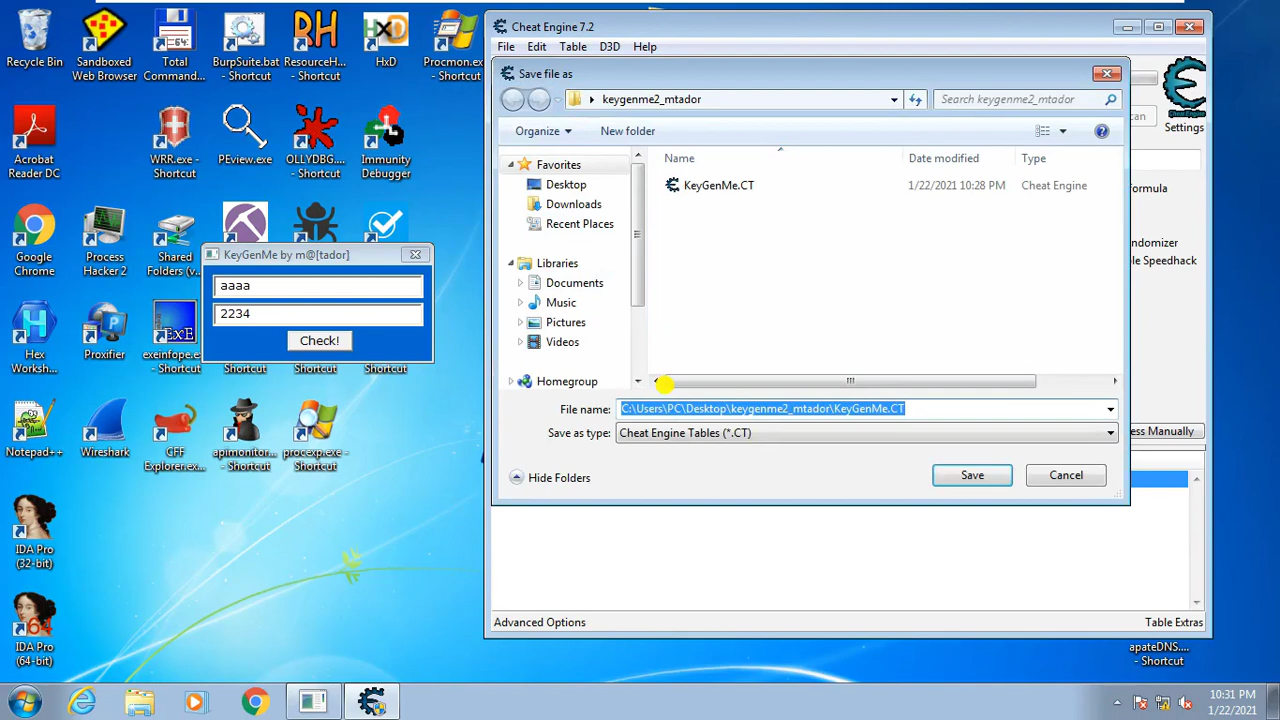 Recycle Bin
Sandboxed
Web Browser
Total
Command...
BurpSuite.bat
- Shortcut
ResourceH...
- Shortcut
HxD
Procmon.ex...
- Shortcut
Acrobat
Reader DC
WRR.exe -
Shortcut
PEview.exe
OLLYDBG....
- Shortcut
Immunity
Debugger
Google
Chrome
Process
Hacker 2
Shared
Folders (v...
Hex
Worksh...
Proxifier
exeinfope.ex...
Shortcut
Shortcut
Shortcut
Shortcut
Notepad++
Wireshark
CFF
Explorer.ex...
apimonitor...
- Shortcut
procexp.exe -
Shortcut
IDA Pro
(32-bit)
IDA Pro
(64-bit)
KeyGenMe by m@[tador]
aaaa
2234
Check!
Cheat Engine 7.2
File Edit Table D3D Help
Save file as
keygenme2_mtador
Search keygenme2_mtador
Organize
New folder
Name
Date modified
Type
Favorites
Desktop
Downloads
Recent Places
Libraries
Documents
Music
Pictures
Videos
Homegroup
KeyGenMe.CT
1/22/2021 10:28 PM
Cheat Engine
File name:
C:\Users\PC\Desktop\keygenme2_mtador\KeyGenMe.CT
Save as type:
Cheat Engine Tables (*.CT)
Hide Folders
Save
Cancel
Settings
Advanced Options
Table Extras
apateDNS....
- Shortcut
10:31 PM
1/22/2021